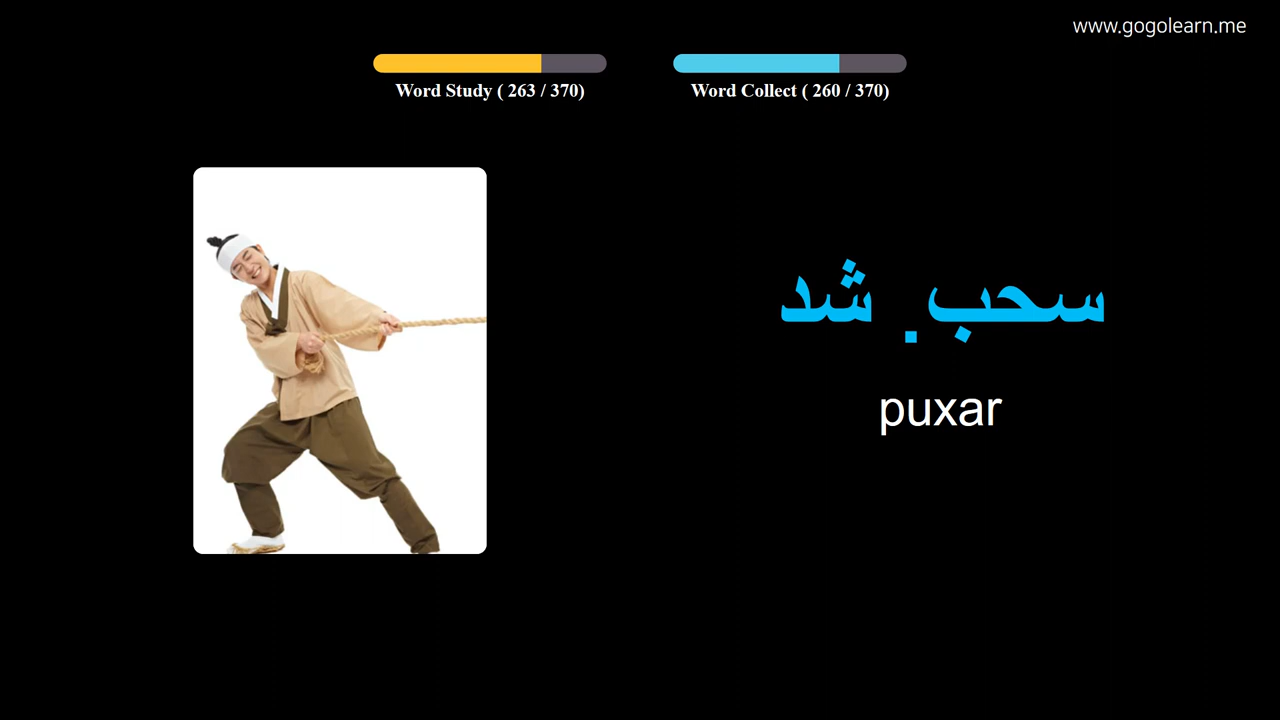 www.gogolearn.me
Word Study ( 263 / 370)
Word Collect ( 260 / 370)
سحب. شد
puxar